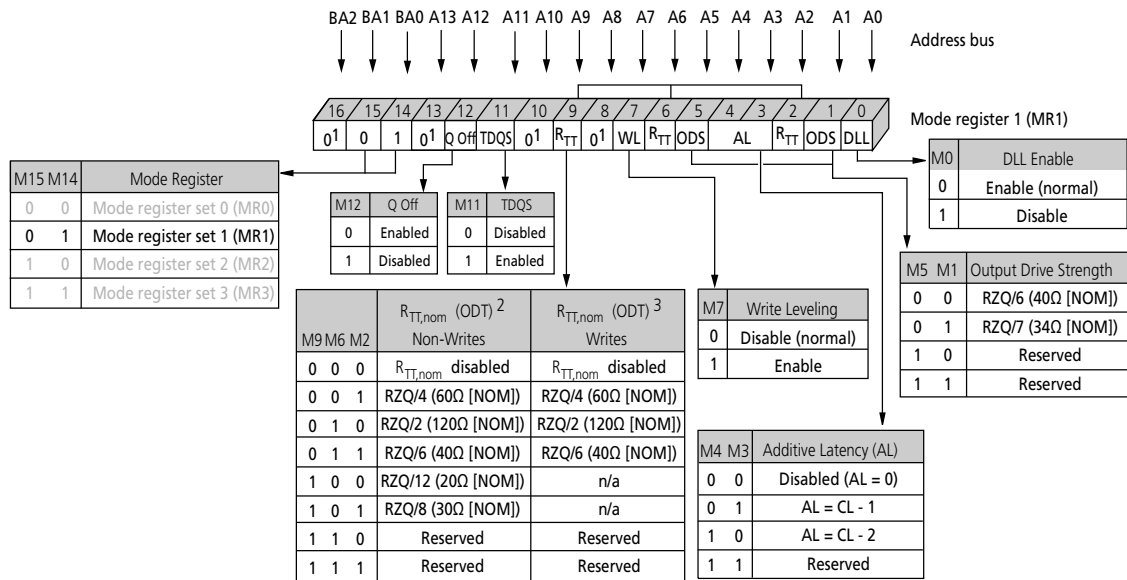 BA2 BA1 BA0 A13 A12 A11 A10 A9 A8 A7 A6 A5 A4 A3 A2 A1 A0
Address bus
16 15 14 13 12 11 10 9 8 7 6 5 4 3 2 1 0
Mode register 1 (MR1)
0¹ 0 1 0¹ Q Off TDQS 0¹ RTT 0¹ WL RTT ODS AL RTT ODS DLL
M0 DLL Enable
0 Enable (normal)
1 Disable
M15 M14 Mode Register
0 0 Mode register set 0 (MR0)
0 1 Mode register set 1 (MR1)
1 0 Mode register set 2 (MR2)
1 1 Mode register set 3 (MR3)
M12 Q Off
0 Enabled
1 Disabled
M11 TDQS
0 Disabled
1 Enabled
M5 M1 Output Drive Strength
0 0 RZQ/6 (40Ω [NOM])
0 1 RZQ/7 (34Ω [NOM])
1 0 Reserved
1 1 Reserved
M7 Write Leveling
0 Disable (normal)
1 Enable
RTT,nom (ODT) ² RTT,nom (ODT) ³
M9 M6 M2 Non-Writes Writes
0 0 0 RTT,nom disabled RTT,nom disabled
0 0 1 RZQ/4 (60Ω [NOM]) RZQ/4 (60Ω [NOM])
0 1 0 RZQ/2 (120Ω [NOM]) RZQ/2 (120Ω [NOM])
0 1 1 RZQ/6 (40Ω [NOM]) RZQ/6 (40Ω [NOM])
1 0 0 RZQ/12 (20Ω [NOM]) n/a
1 0 1 RZQ/8 (30Ω [NOM]) n/a
1 1 0 Reserved Reserved
1 1 1 Reserved Reserved
M4 M3 Additive Latency (AL)
0 0 Disabled (AL = 0)
0 1 AL = CL - 1
1 0 AL = CL - 2
1 1 Reserved